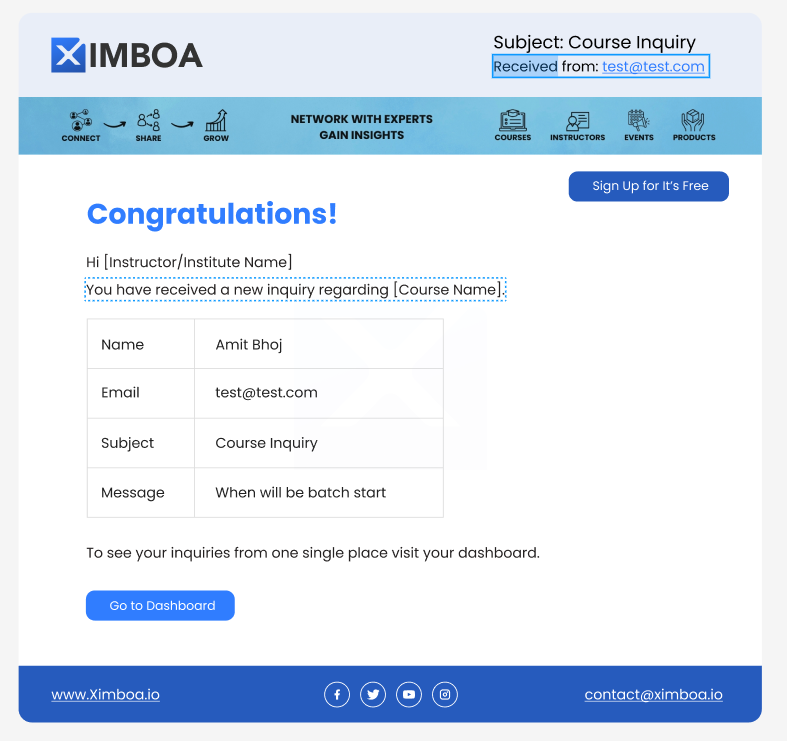 XIMBOA
Subject: Course Inquiry
Received from: test@test.com
CONNECT
SHARE
GROW
NETWORK WITH EXPERTS
GAIN INSIGHTS
COURSES
INSTRUCTORS
EVENTS
PRODUCTS
Sign Up for It's Free
Congratulations!
Hi [Instructor/Institute Name]
You have received a new inquiry regarding [Course Name].
Name Amit Bhoj
Email test@test.com
Subject Course Inquiry
Message When will be batch start
To see your inquiries from one single place visit your dashboard.
Go to Dashboard
www.Ximboa.io
contact@ximboa.io